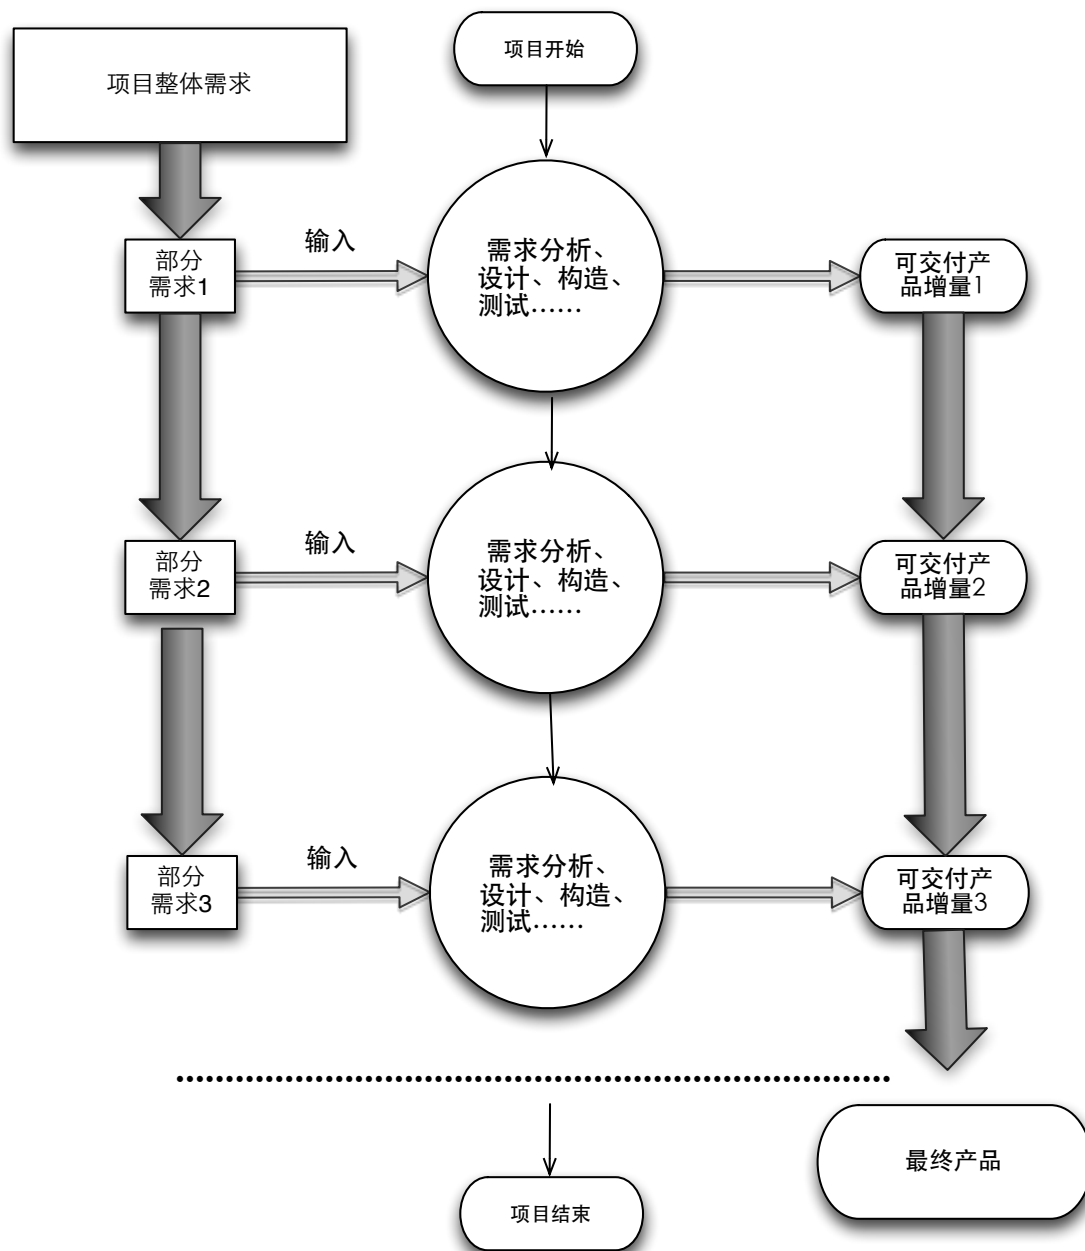 项目开始
项目整体需求
部分
需求1
输入
需求分析、
设计、构造、
测试……
可交付产
品增量1
部分
需求2
输入
需求分析、
设计、构造、
测试……
可交付产
品增量2
部分
需求3
输入
需求分析、
设计、构造、
测试……
可交付产
品增量3
最终产品
项目结束